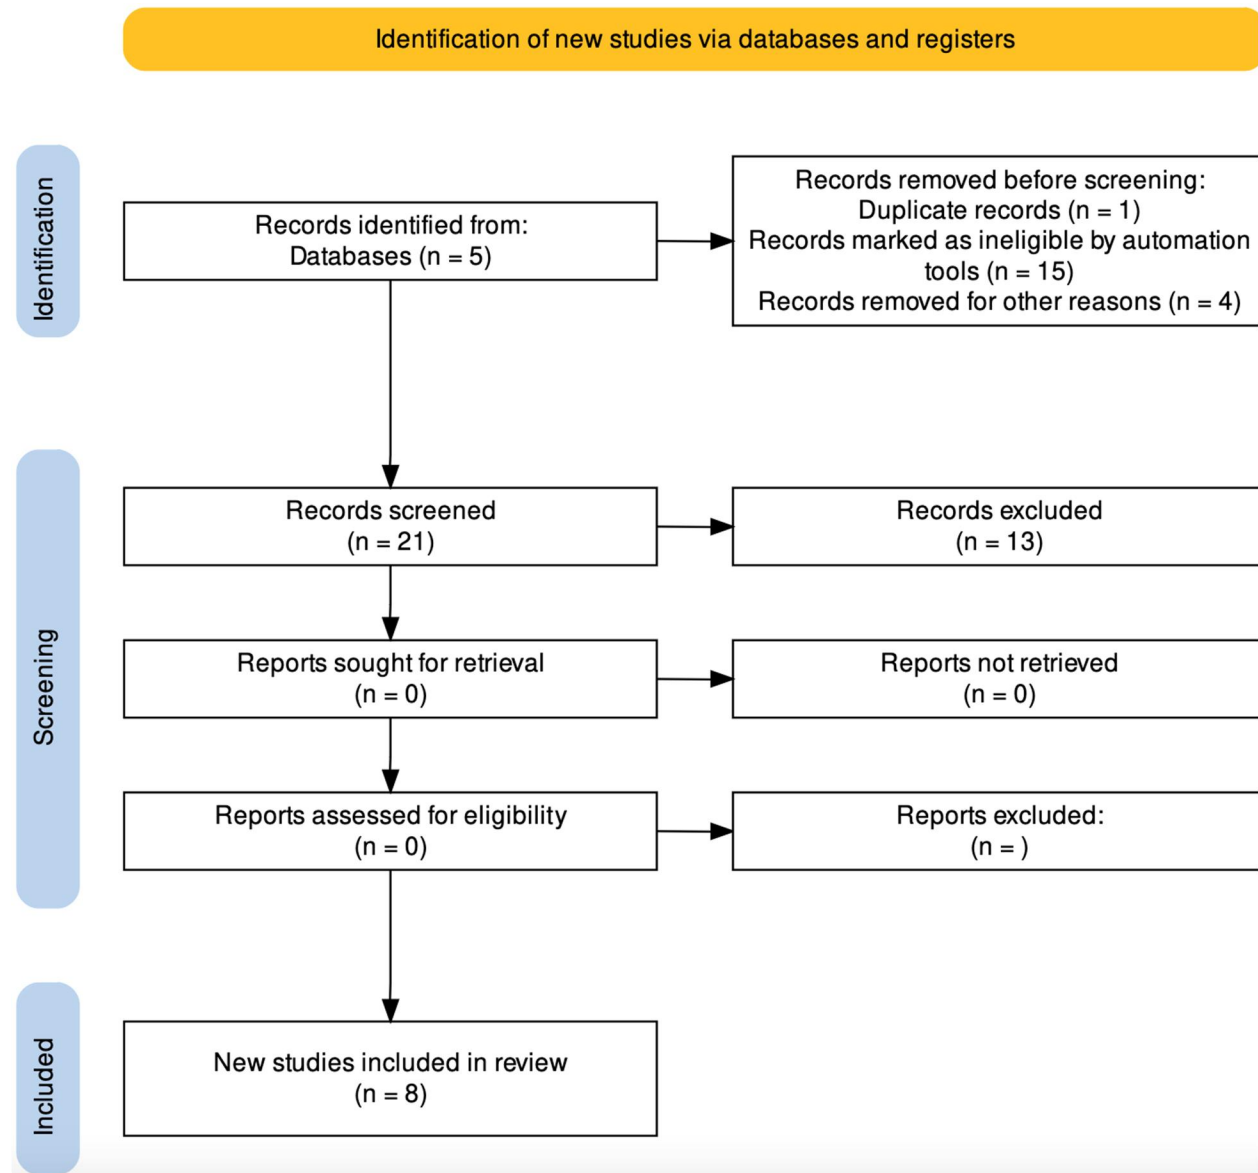 Identification of new studies via databases and registers
Identification
Records identified from:
Databases (n = 5)
Records removed before screening:
Duplicate records (n = 1)
Records marked as ineligible by automation
tools (n = 15)
Records removed for other reasons (n = 4)
Screening
Records screened
(n = 21)
Records excluded
(n = 13)
Reports sought for retrieval
(n = 0)
Reports not retrieved
(n = 0)
Reports assessed for eligibility
(n = 0)
Reports excluded:
(n = )
Included
New studies included in review
(n = 8)